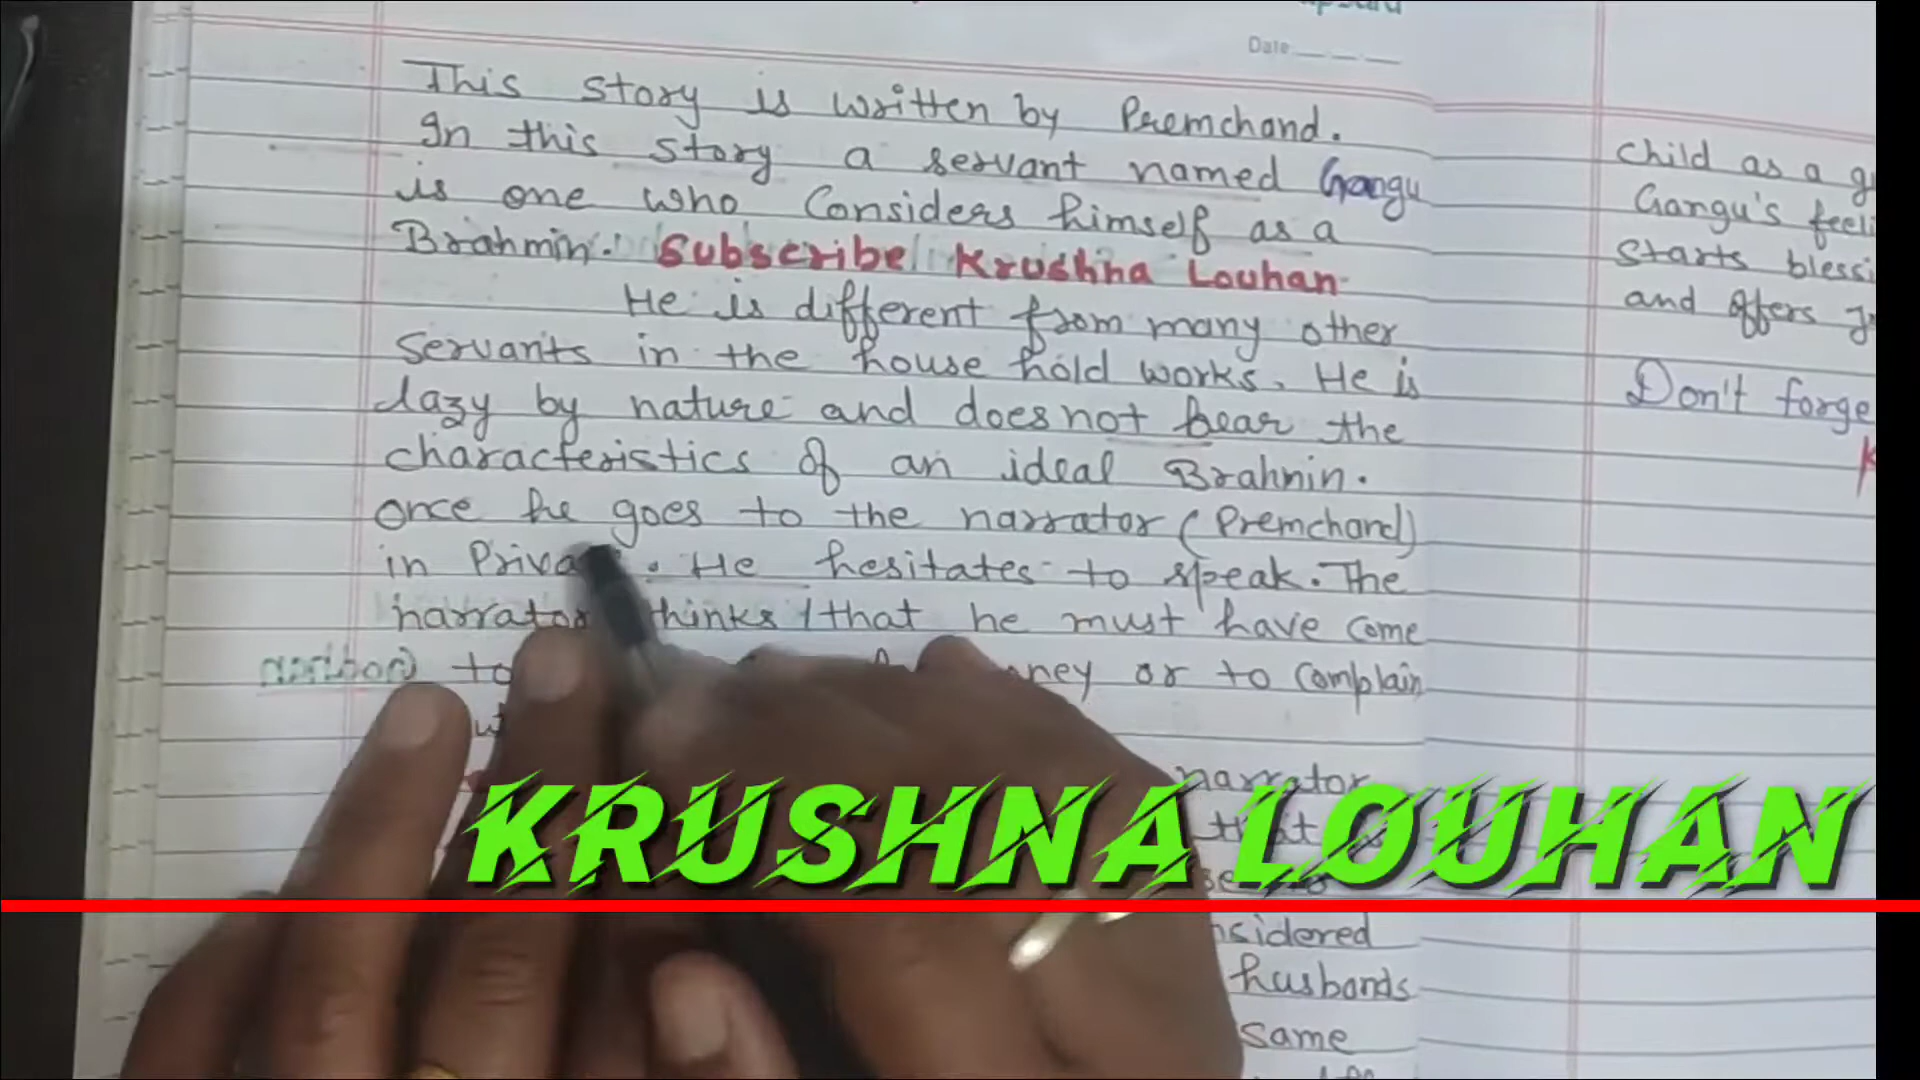 Date
This story is written by Premchand.
In this story a servant named Gangu
is one who Considers himself as a
Brahmin. Subscribe Krushna Louhan
He is different from many other
Servants in the house hold works. He is
lazy by nature and does not bear the
characteristics of an ideal Brahmin.
once he goes to the narrator (Premchand)
in Priva . He hesitates to speak. The
narrator thinks that he must have come
to or to complain
narrator
that
nsidered
husbands
same
KRUSHNA LOUHAN
child as a
Gangu's
Starts
and offers
Don't